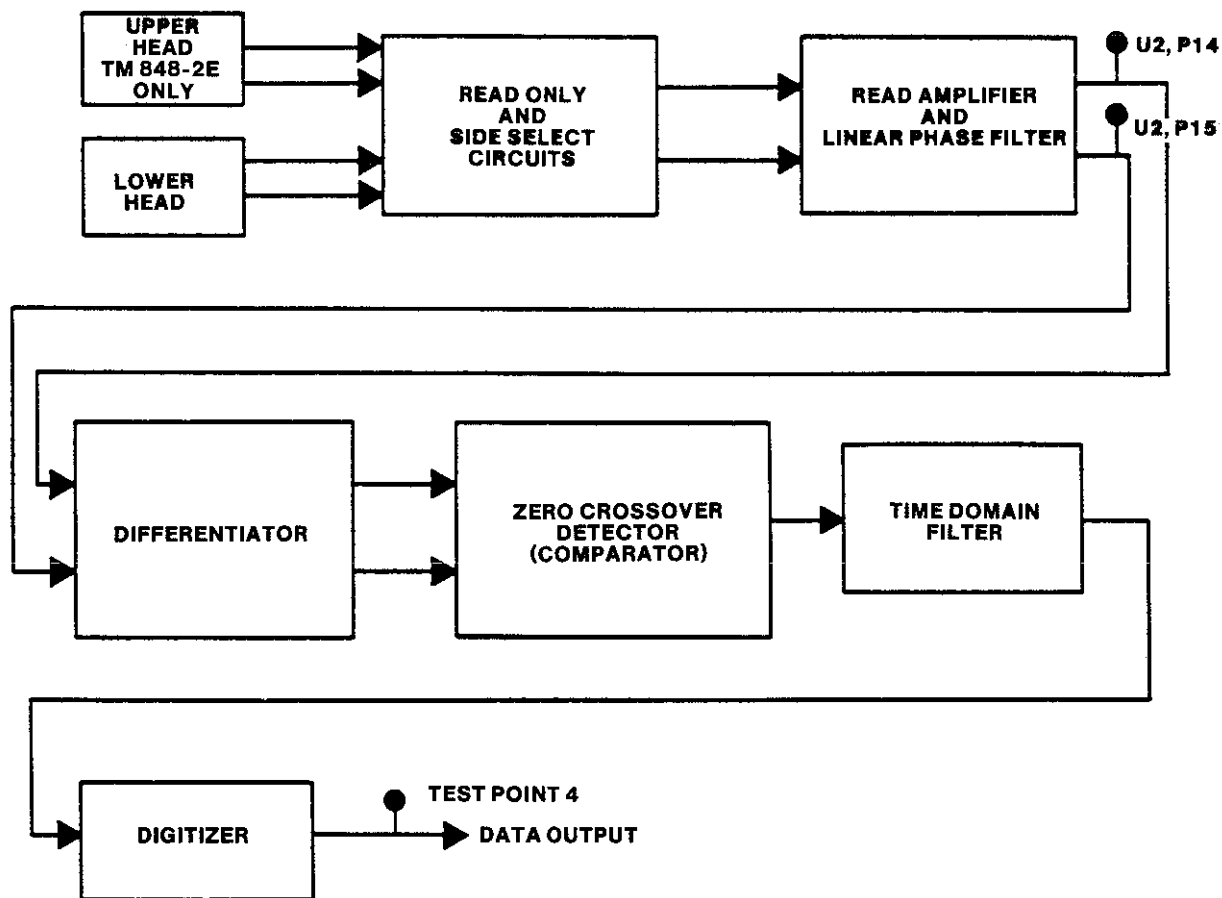 UPPER
HEAD
TM 848-2E
ONLY
LOWER
HEAD
READ ONLY
AND
SIDE SELECT
CIRCUITS
READ AMPLIFIER
AND
LINEAR PHASE FILTER
U2, P14
U2, P15
DIFFERENTIATOR
ZERO CROSSOVER
DETECTOR
(COMPARATOR)
TIME DOMAIN
FILTER
DIGITIZER
TEST POINT 4
DATA OUTPUT